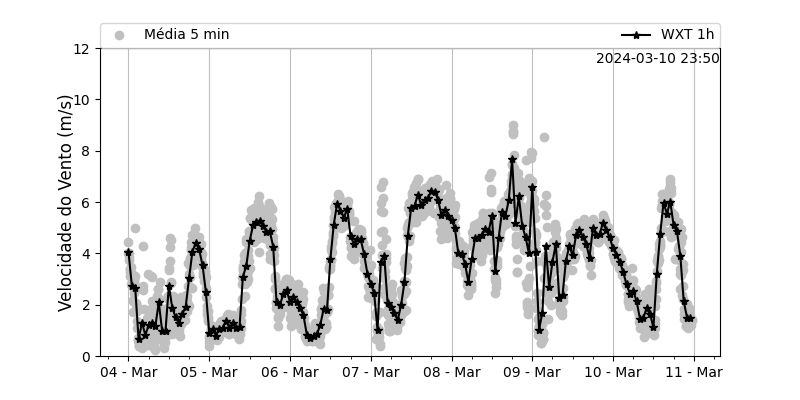 Média 5 min
WXT 1h
2024-03-10 23:50
Velocidade do Vento (m/s)
12
10
8
6
4
2
0
04 - Mar
05 - Mar
06 - Mar
07 - Mar
08 - Mar
09 - Mar
10 - Mar
11 - Mar